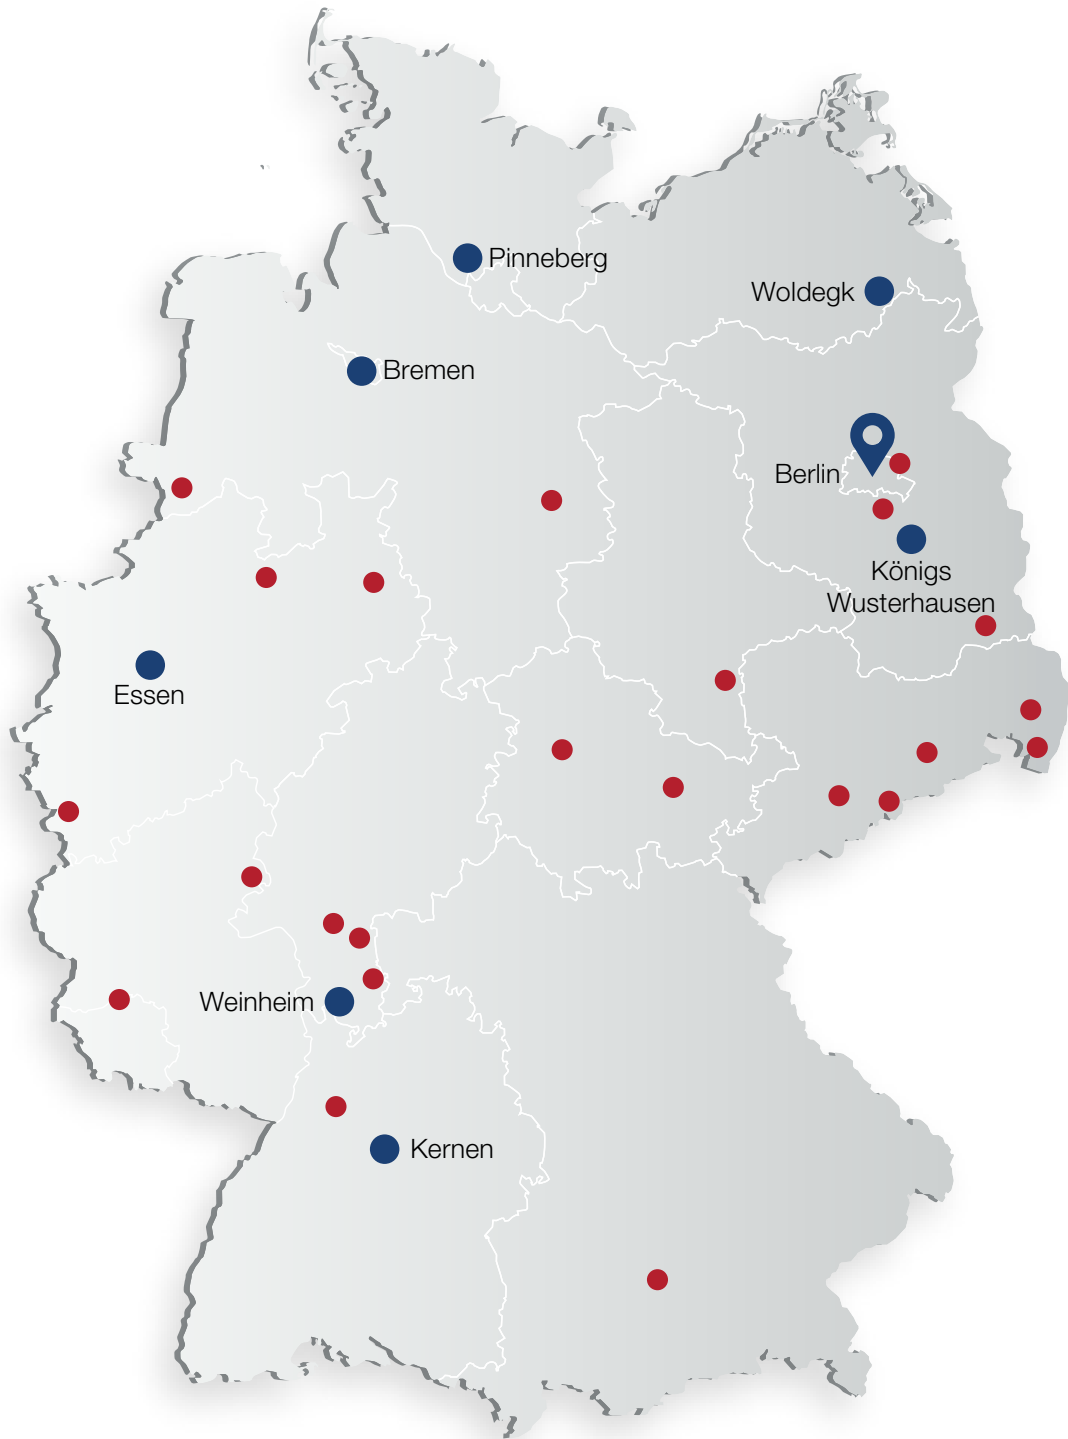 Pinneberg
Woldegk
Bremen
Berlin
Königs
Wusterhausen
Essen
Weinheim
Kernen